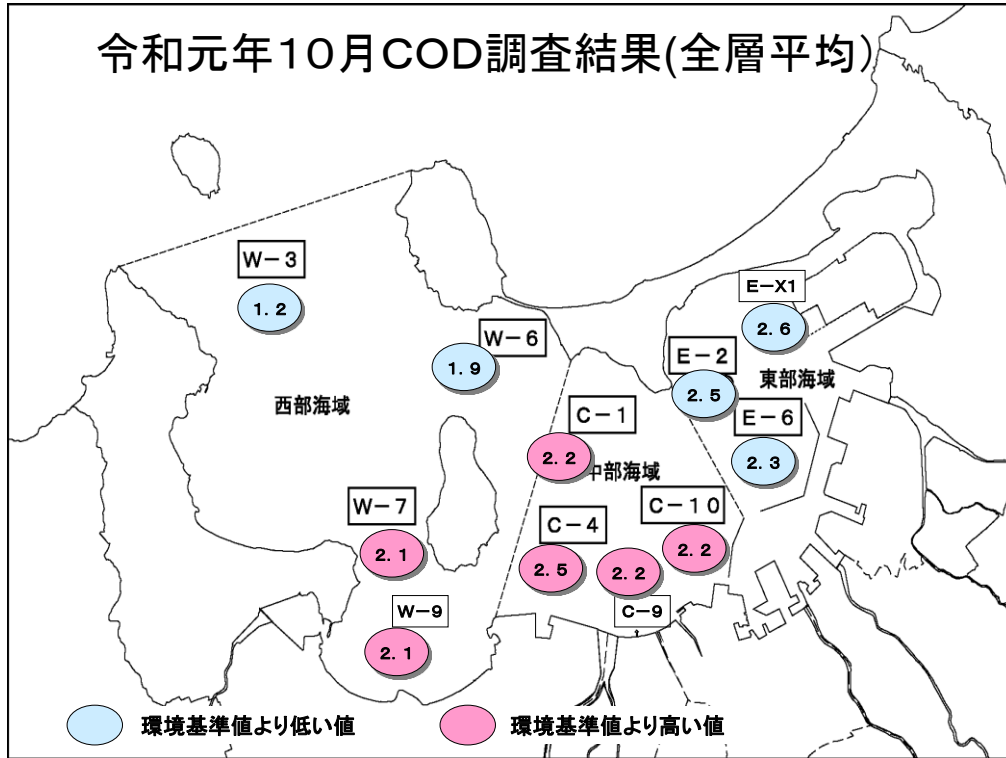 令和元年１０月ＣＯＤ調査結果(全層平均)
Ｗ－３
１．２
Ｅ－Ｘ１
２．６
Ｗ－６
１．９
Ｅ－２
２．５
東部海域
西部海域
Ｃ－１
２．２
中部海域
Ｅ－６
２．３
Ｗ－７
２．１
Ｃ－４
２．５
Ｃ－１０
２．２
２．２
Ｃ－９
Ｗ－９
２．１
環境基準値より低い値
環境基準値より高い値